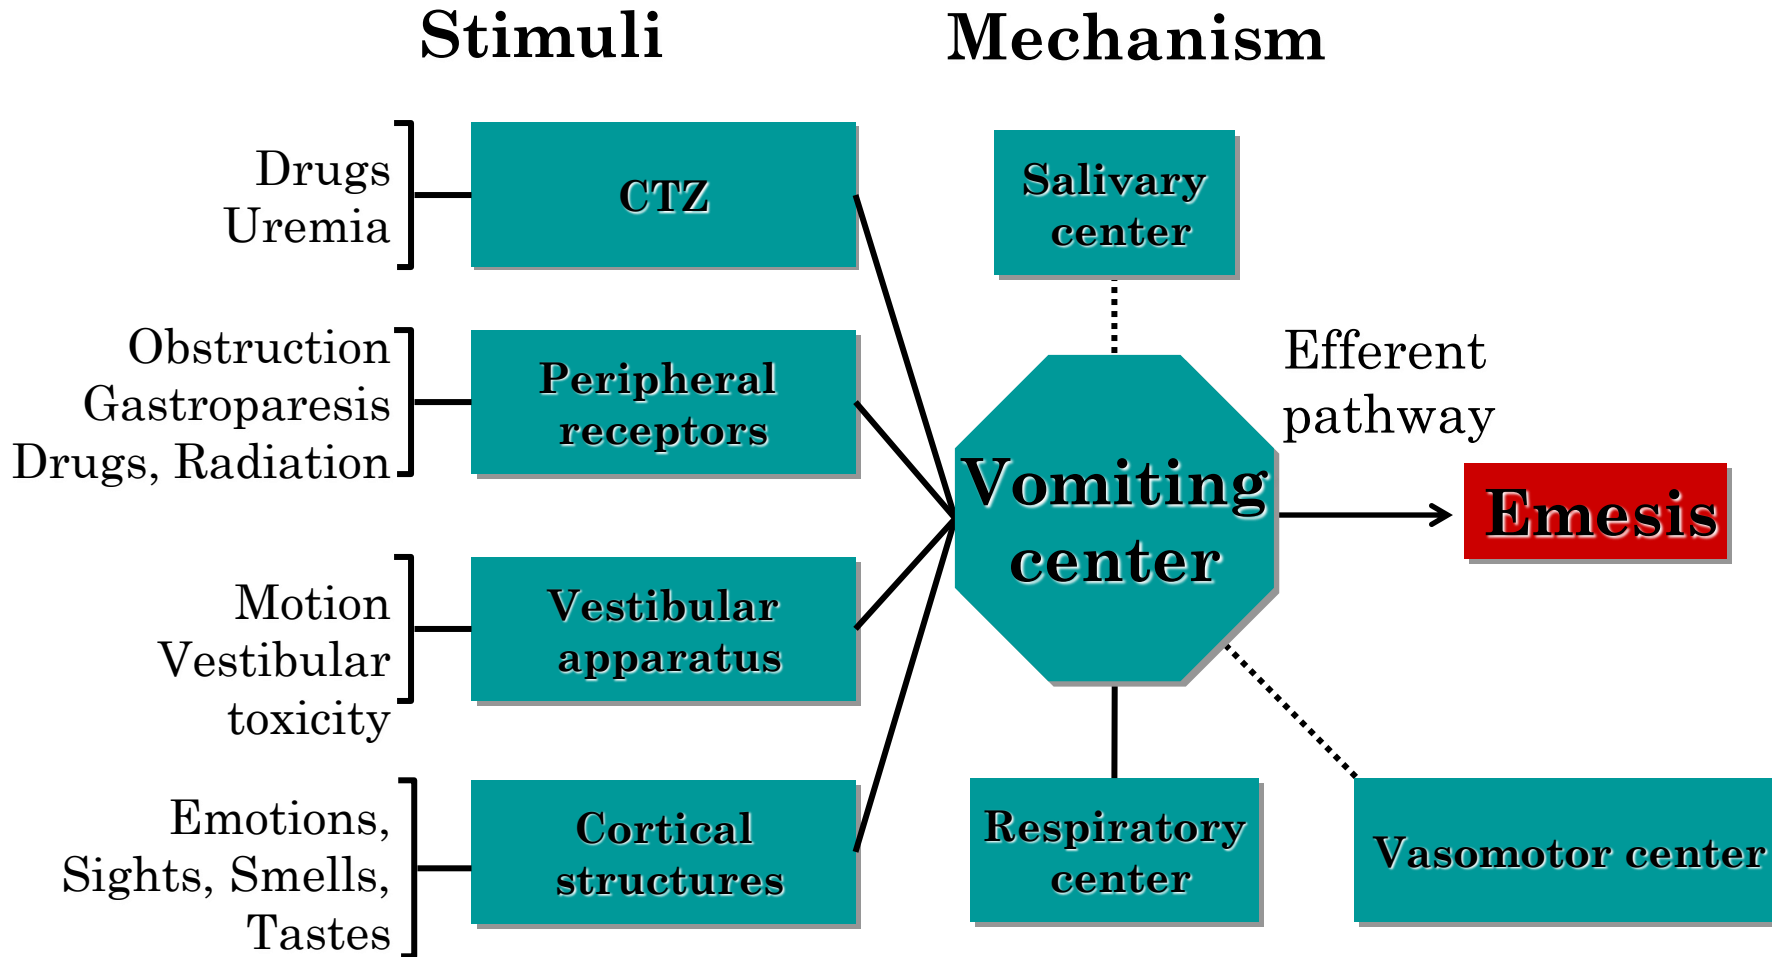 Stimuli
Mechanism
Drugs
Uremia
CTZ
Obstruction
Gastroparesis
Drugs, Radiation
Peripheral
receptors
Motion
Vestibular
toxicity
Vestibular
apparatus
Emotions,
Sights, Smells,
Tastes
Cortical
structures
Salivary
center
Vomiting
center
Efferent
pathway
Emesis
Respiratory
center
Vasomotor center